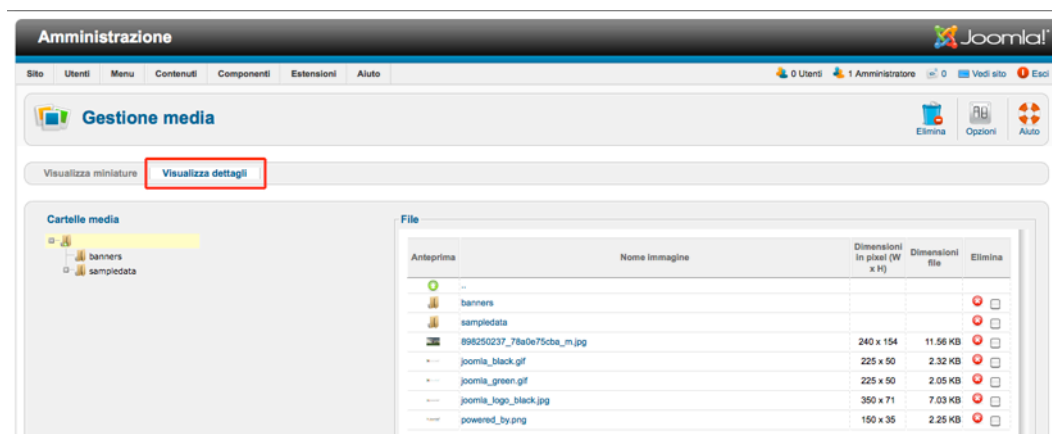 Amministrazione
Joomla!
Sito Utenti Menu Contenuti Componenti Estensioni Aiuto 0 Utenti 1 Amministratore 0 Vedi sito Esci
Gestione media
Elimina Opzioni Aiuto
Visualizza miniature Visualizza dettagli
Cartelle media
banners
sampledata
File
Anteprima Nome immagine Dimensioni in pixel (W x H) Dimensioni file Elimina
..
banners
sampledata
898250237_78a0e75cba_m.jpg 240 x 154 11.56 KB
joomla_black.gif 225 x 50 2.32 KB
joomla_green.gif 225 x 50 2.05 KB
joomla_logo_black.jpg 350 x 71 7.03 KB
powered_by.png 150 x 35 2.25 KB